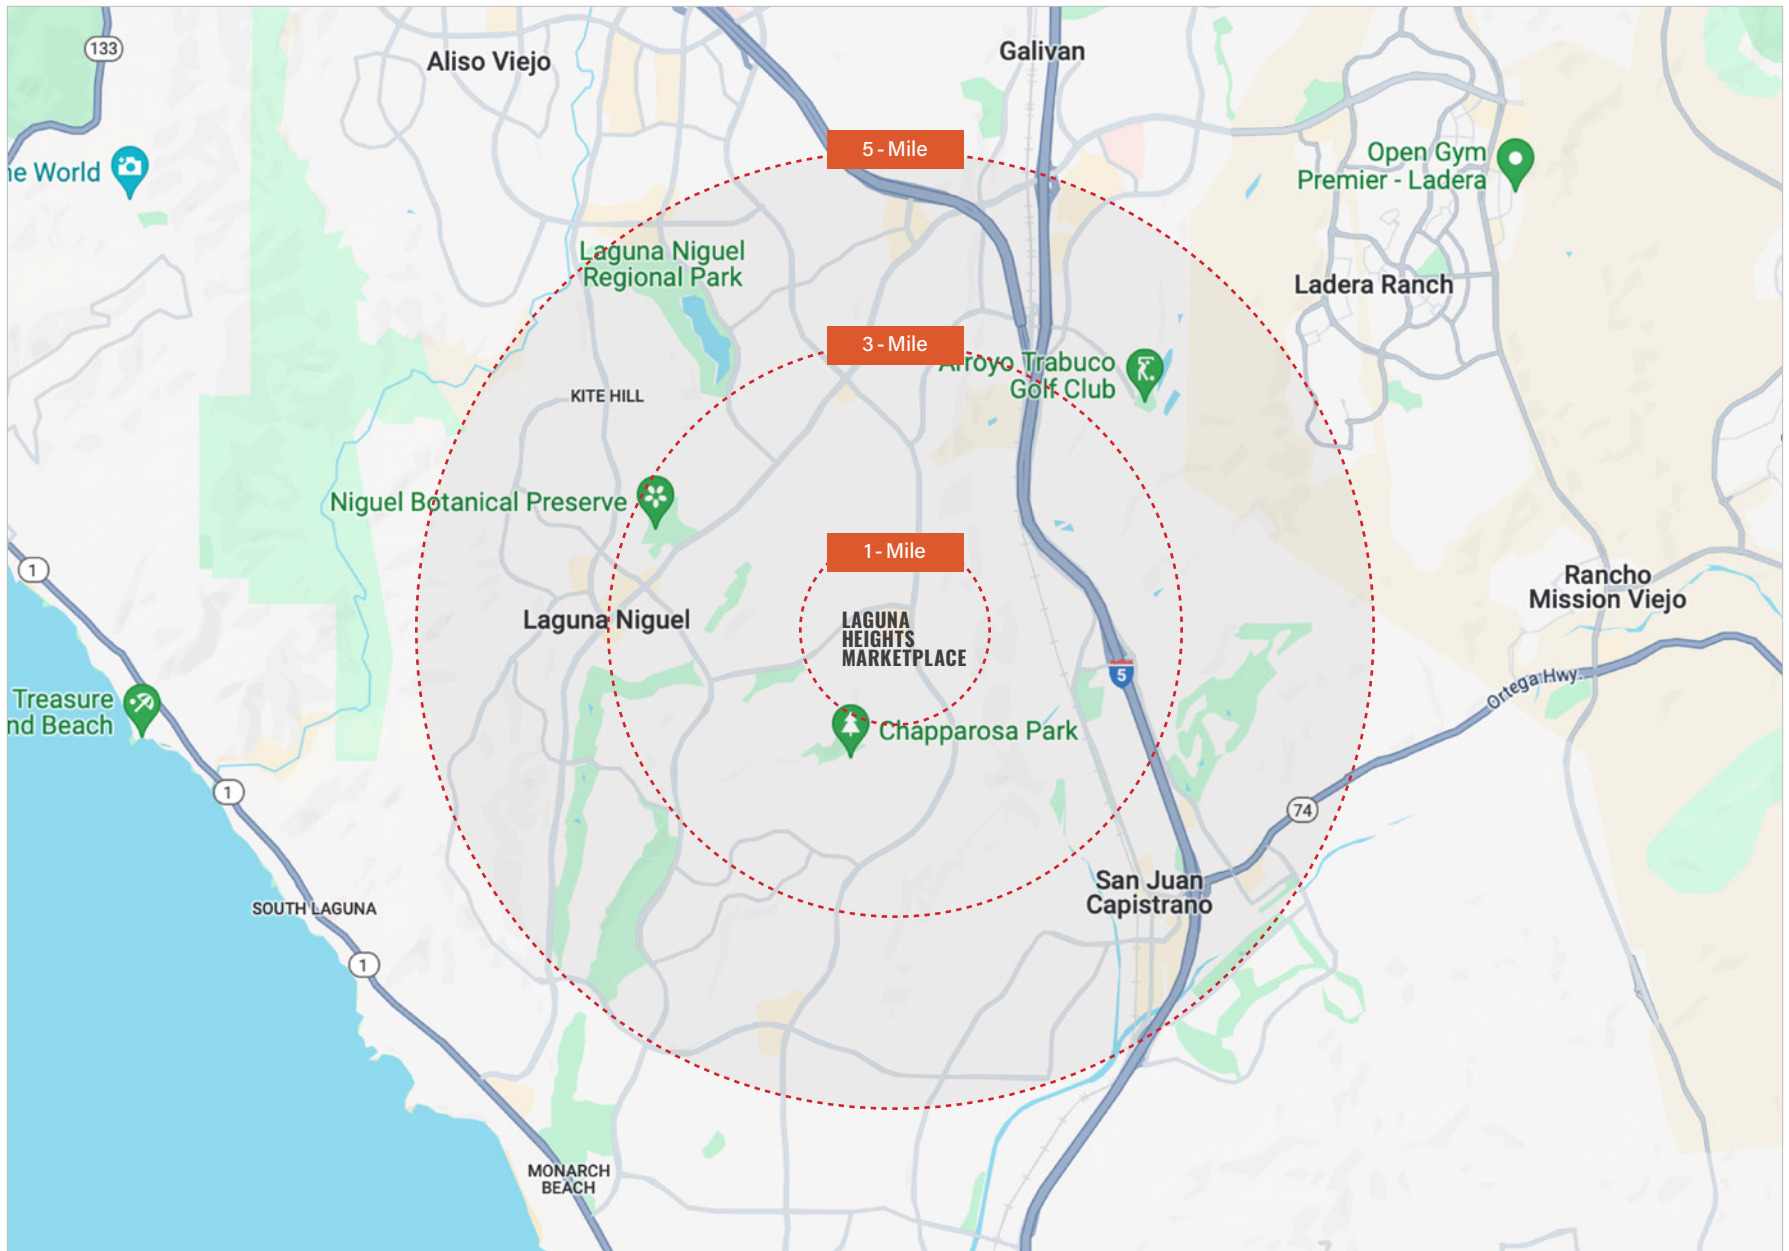 133
Aliso Viejo
Galivan
5 - Mile
Open Gym
Premier - Ladera
ne World
Laguna Niguel
Regional Park
Ladera Ranch
3 - Mile
Arroyo Trabuco
Golf Club
KITE HILL
Niguel Botanical Preserve
1 - Mile
1
Rancho
Mission Viejo
Laguna Niguel
LAGUNA
HEIGHTS
MARKETPLACE
5
Ortega Hwy.
Treasure
nd Beach
Chapparosa Park
1
74
San Juan
Capistrano
SOUTH LAGUNA
1
MONARCH
BEACH